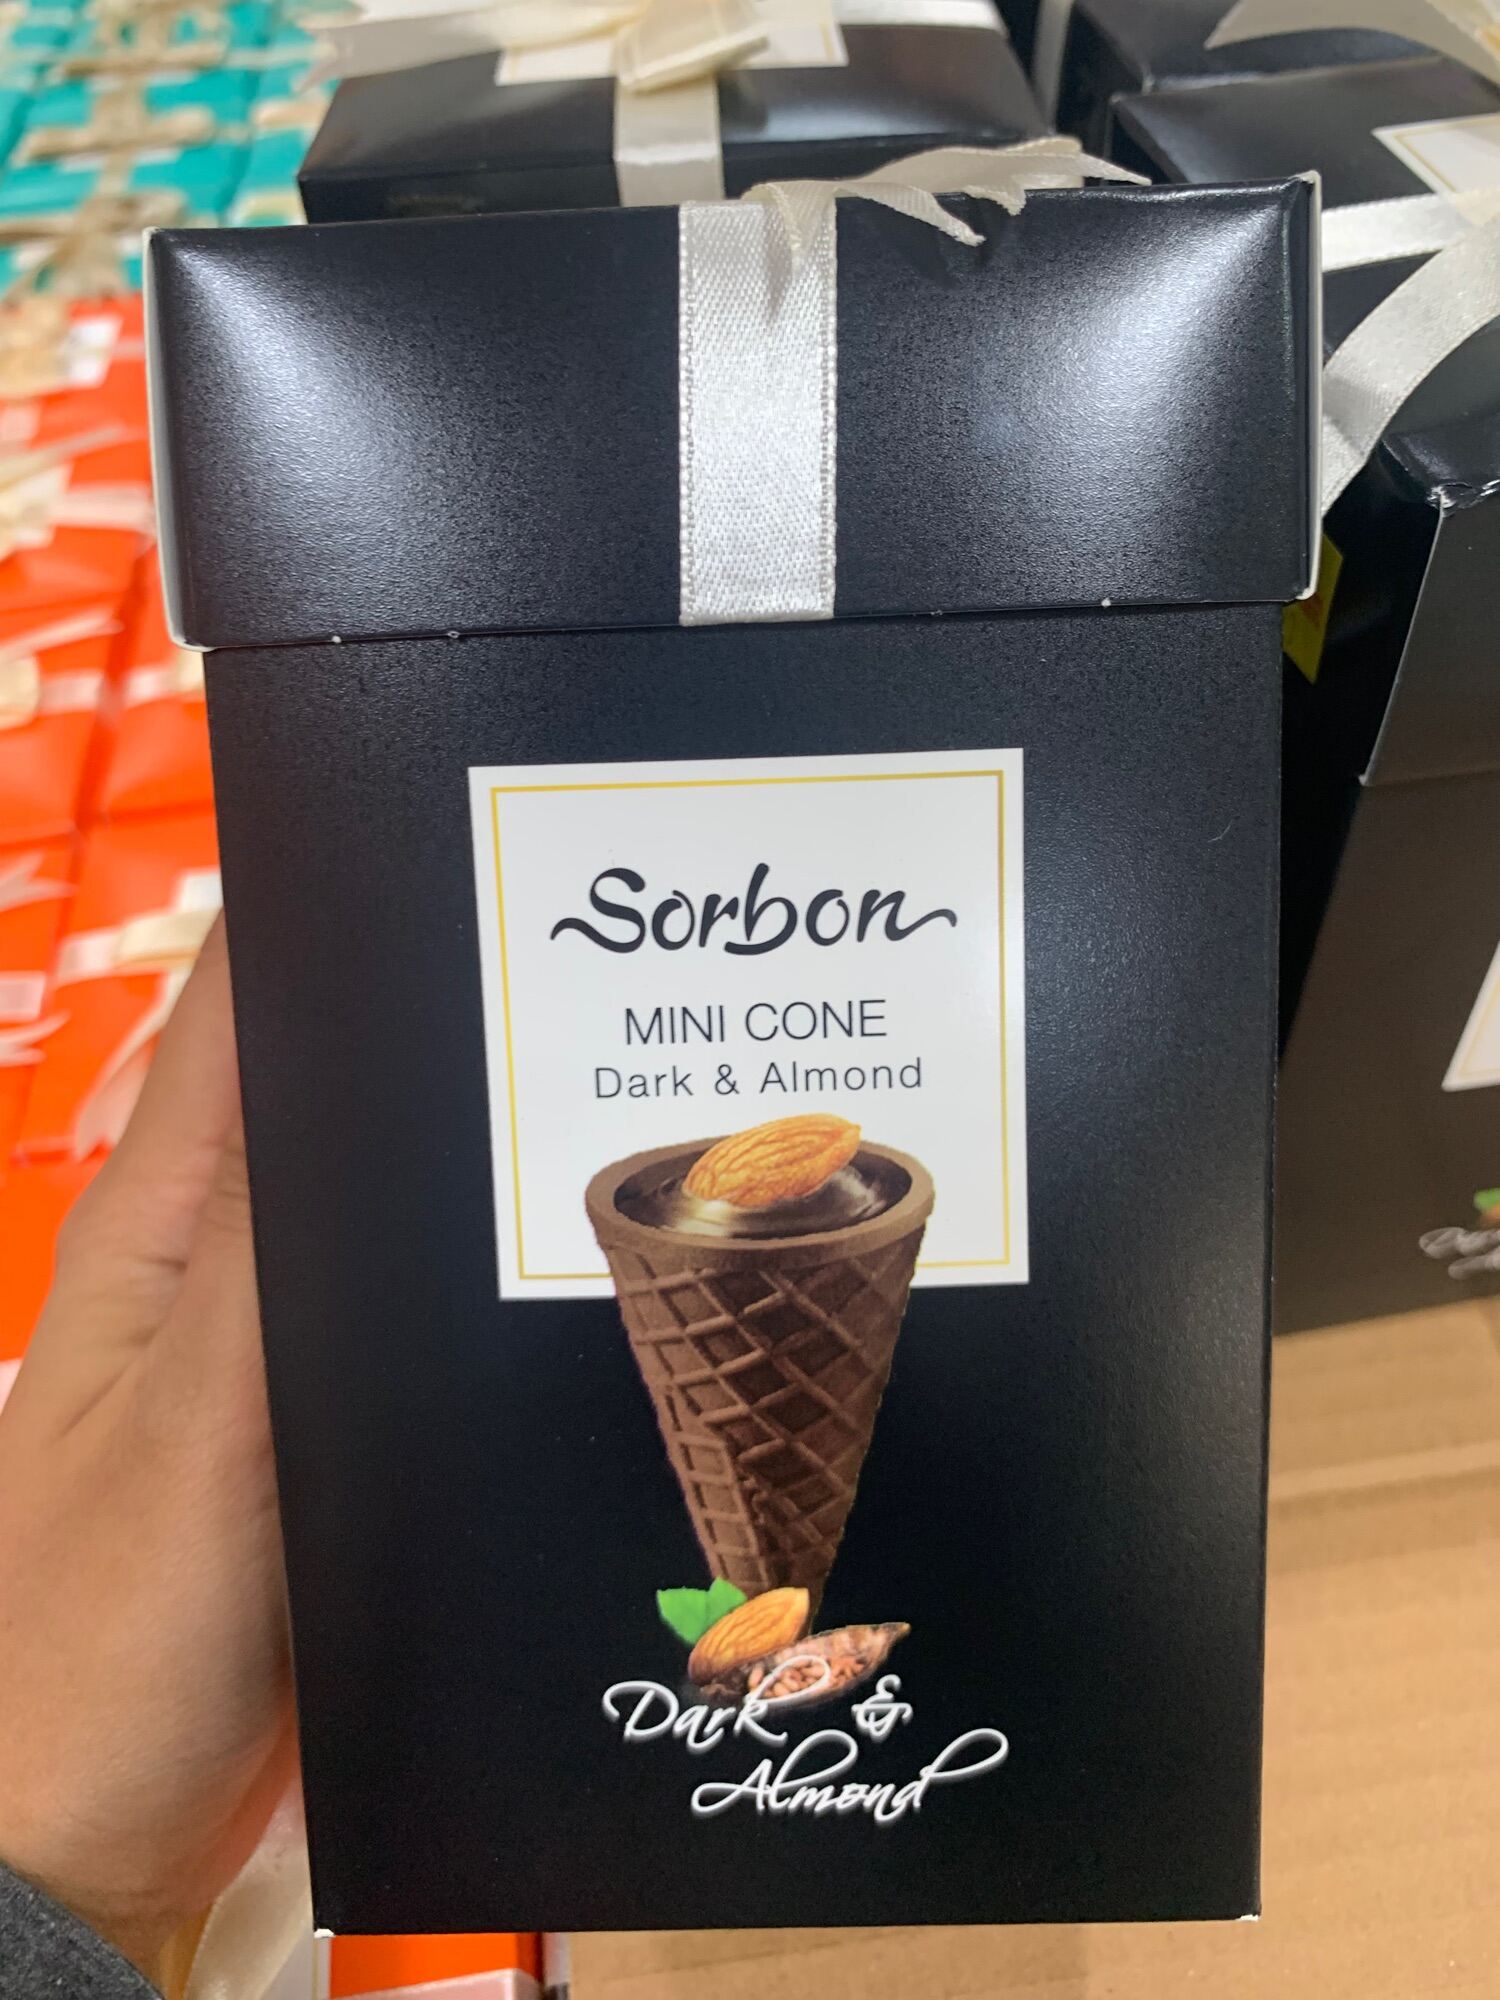 Sorbon
MINI CONE
Dark & Almond
Dark &
Almond